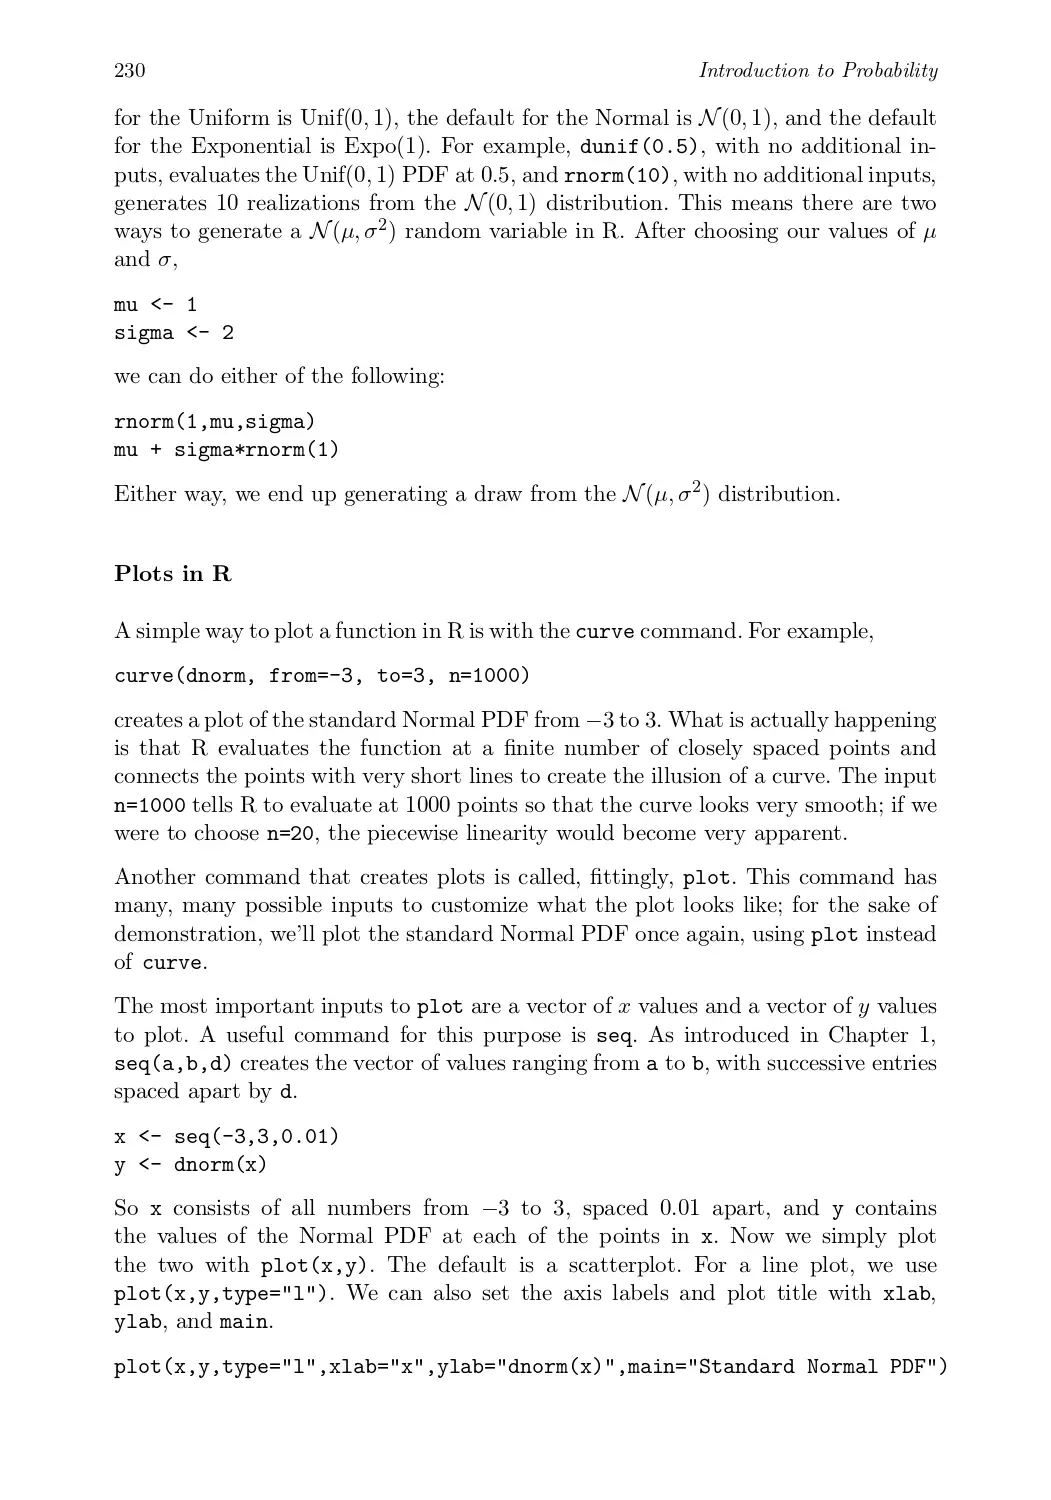 230 Introduction to Probability
for the Uniform is Unif(0, 1), the default for the Normal is N(0, 1), and the default
for the Exponential is Expo(1). For example, dunif(0.5), with no additional in-
puts, evaluates the Unif(0, 1) PDF at 0.5, and rnorm(10), with no additional inputs,
generates 10 realizations from the N(0, 1) distribution. This means there are two
ways to generate a N(μ, σ²) random variable in R. After choosing our values of μ
and σ,
mu <- 1
sigma <- 2
we can do either of the following:
rnorm(1,mu,sigma)
mu + sigma*rnorm(1)
Either way, we end up generating a draw from the N(μ, σ²) distribution.
Plots in R
A simple way to plot a function in R is with the curve command. For example,
curve(dnorm, from=-3, to=3, n=1000)
creates a plot of the standard Normal PDF from −3 to 3. What is actually happening
is that R evaluates the function at a finite number of closely spaced points and
connects the points with very short lines to create the illusion of a curve. The input
n=1000 tells R to evaluate at 1000 points so that the curve looks very smooth; if we
were to choose n=20, the piecewise linearity would become very apparent.
Another command that creates plots is called, fittingly, plot. This command has
many, many possible inputs to customize what the plot looks like; for the sake of
demonstration, we'll plot the standard Normal PDF once again, using plot instead
of curve.
The most important inputs to plot are a vector of x values and a vector of y values
to plot. A useful command for this purpose is seq. As introduced in Chapter 1,
seq(a,b,d) creates the vector of values ranging from a to b, with successive entries
spaced apart by d.
x <- seq(-3,3,0.01)
y <- dnorm(x)
So x consists of all numbers from −3 to 3, spaced 0.01 apart, and y contains
the values of the Normal PDF at each of the points in x. Now we simply plot
the two with plot(x,y). The default is a scatterplot. For a line plot, we use
plot(x,y,type="l"). We can also set the axis labels and plot title with xlab,
ylab, and main.
plot(x,y,type="l",xlab="x",ylab="dnorm(x)",main="Standard Normal PDF")